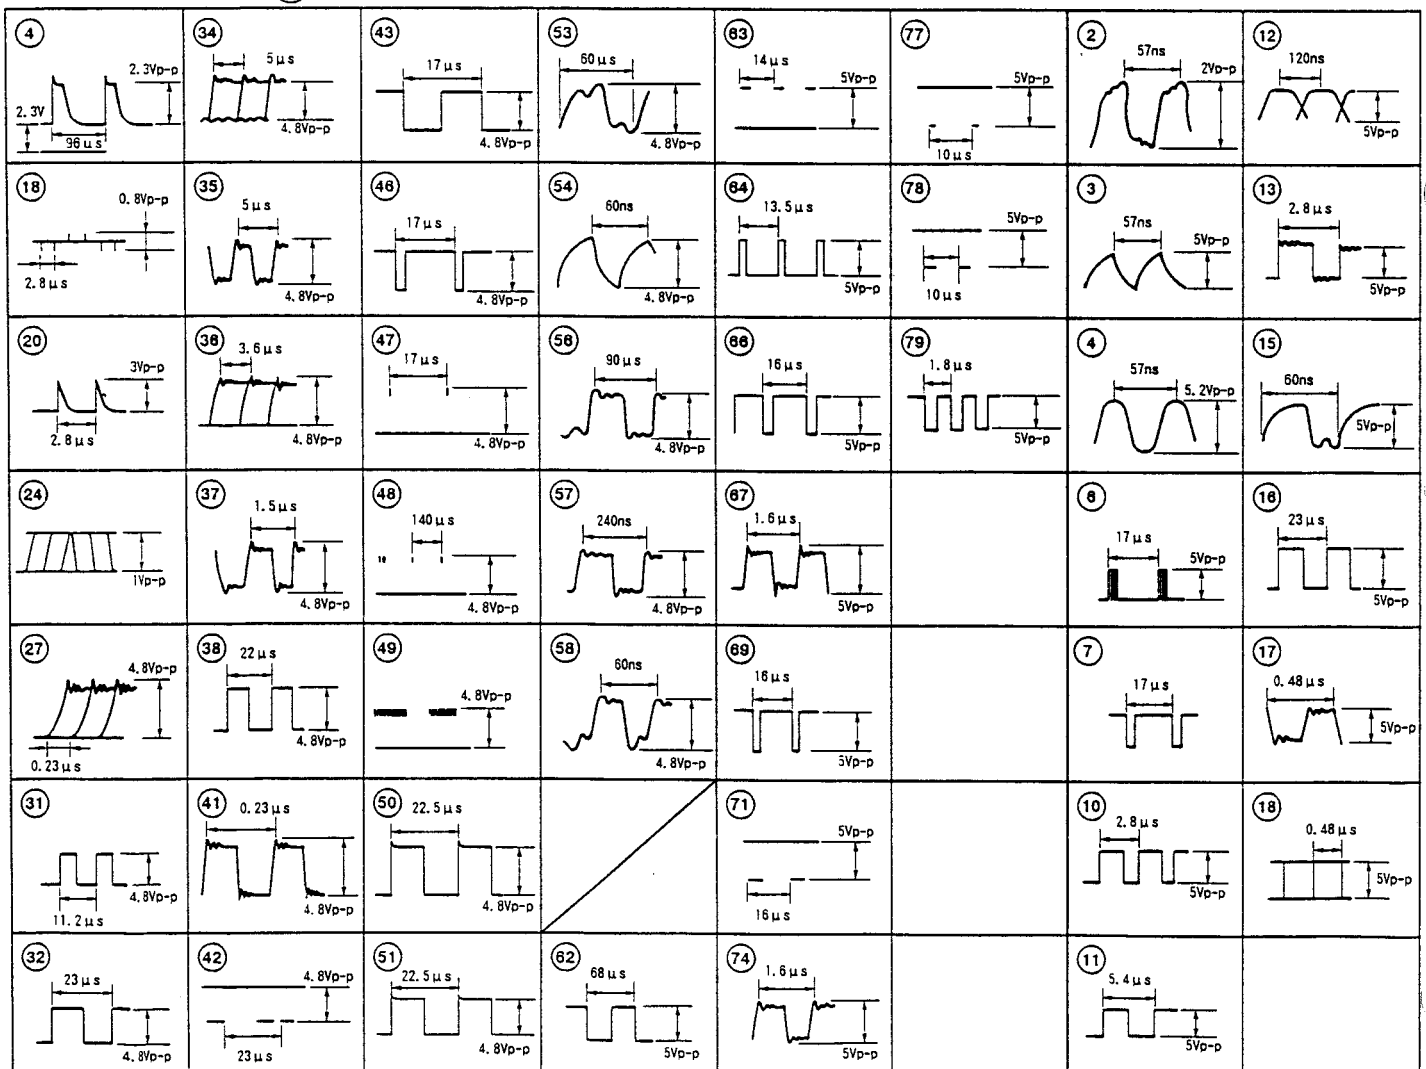 4 34 43 53 63 77 2 12
2.3Vp-p 2.3V 96μs
5μs 4.8Vp-p
17μs 4.8Vp-p
60μs 4.8Vp-p
14μs 5Vp-p
5Vp-p 10μs
57ns 2Vp-p
120ns 5Vp-p
18 35 46 54 64 78 3 13
0.8Vp-p 2.8μs
5μs 4.8Vp-p
17μs 4.8Vp-p
60ns 4.8Vp-p
13.5μs 5Vp-p
5Vp-p 10μs
57ns 5Vp-p
2.8μs 5Vp-p
20 36 47 56 66 79 4 15
3Vp-p 2.8μs
3.6μs 4.8Vp-p
17μs 4.8Vp-p
90μs 4.8Vp-p
16μs 5Vp-p
1.8μs 5Vp-p
57ns 5.2Vp-p
60ns 5Vp-p
24 37 48 57 67 6 16
1Vp-p
1.5μs 4.8Vp-p
140μs 4.8Vp-p
240ns 4.8Vp-p
1.6μs 5Vp-p
17μs 5Vp-p
23μs 5Vp-p
27 38 49 58 69 7 17
4.8Vp-p 0.23μs
22μs 4.8Vp-p
4.8Vp-p
60ns 4.8Vp-p
16μs 5Vp-p
17μs 5Vp-p
0.48μs 5Vp-p
31 41 50 71 10 18
4.8Vp-p 11.2μs
0.23μs 4.8Vp-p
22.5μs 4.8Vp-p
5Vp-p 16μs
2.8μs 5Vp-p
0.48μs 5Vp-p
32 42 51 62 74 11
23μs 4.8Vp-p
4.8Vp-p 23μs
22.5μs 4.8Vp-p
68μs 5Vp-p
1.6μs 5Vp-p
5.4μs 5Vp-p